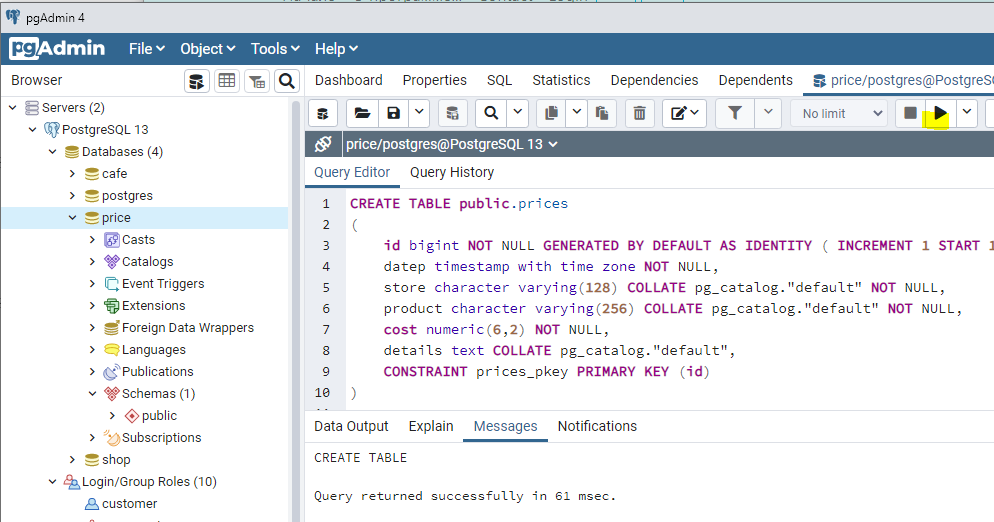 pgAdmin 4
pgAdmin File Object Tools Help
Browser Dashboard Properties SQL Statistics Dependencies Dependents price/postgres@PostgreS
Servers (2)
PostgreSQL 13
Databases (4)
cafe
postgres
price
Casts
Catalogs
Event Triggers
Extensions
Foreign Data Wrappers
Languages
Publications
Schemas (1)
public
Subscriptions
shop
Login/Group Roles (10)
customer
No limit
price/postgres@PostgreSQL 13
Query Editor Query History
1 CREATE TABLE public.prices
2 (
3 id bigint NOT NULL GENERATED BY DEFAULT AS IDENTITY ( INCREMENT 1 START 1
4 datep timestamp with time zone NOT NULL,
5 store character varying(128) COLLATE pg_catalog."default" NOT NULL,
6 product character varying(256) COLLATE pg_catalog."default" NOT NULL,
7 cost numeric(6,2) NOT NULL,
8 details text COLLATE pg_catalog."default",
9 CONSTRAINT prices_pkey PRIMARY KEY (id)
10 )
Data Output Explain Messages Notifications
CREATE TABLE
Query returned successfully in 61 msec.